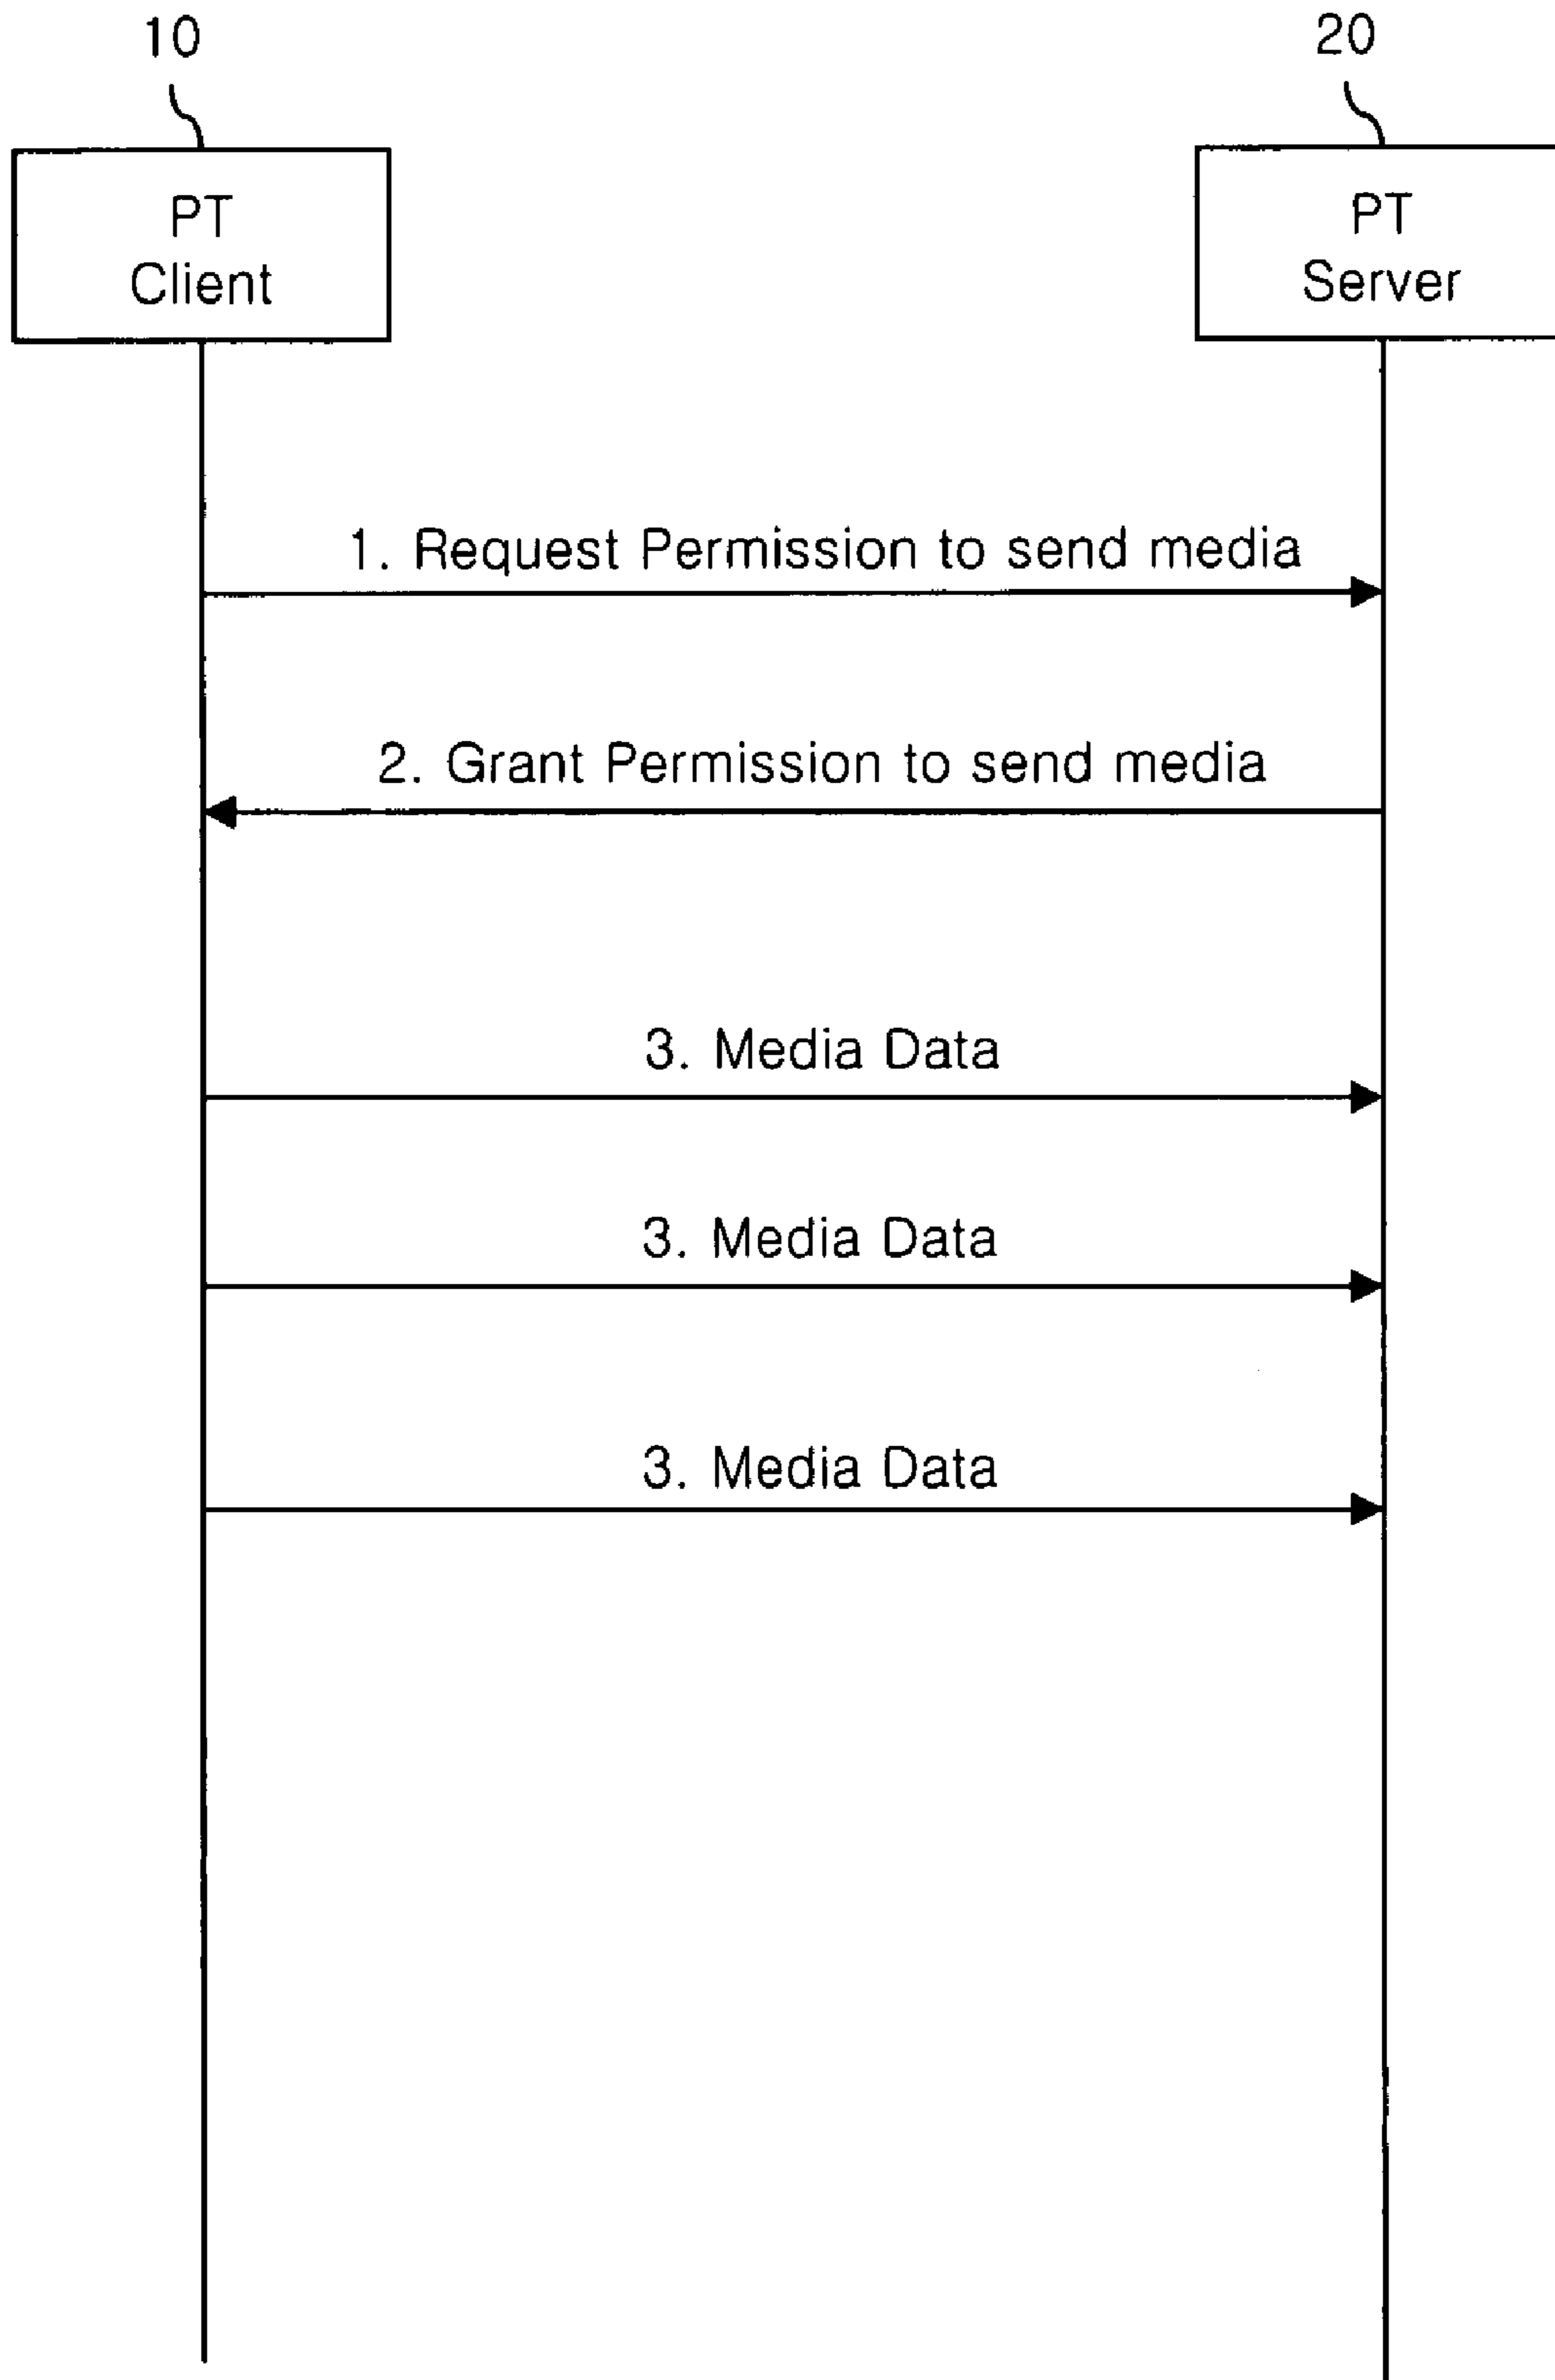 10
20
PT
Client
PT
Server
1. Request Permission to send media
2. Grant Permission to send media
3. Media Data
3. Media Data
3. Media Data